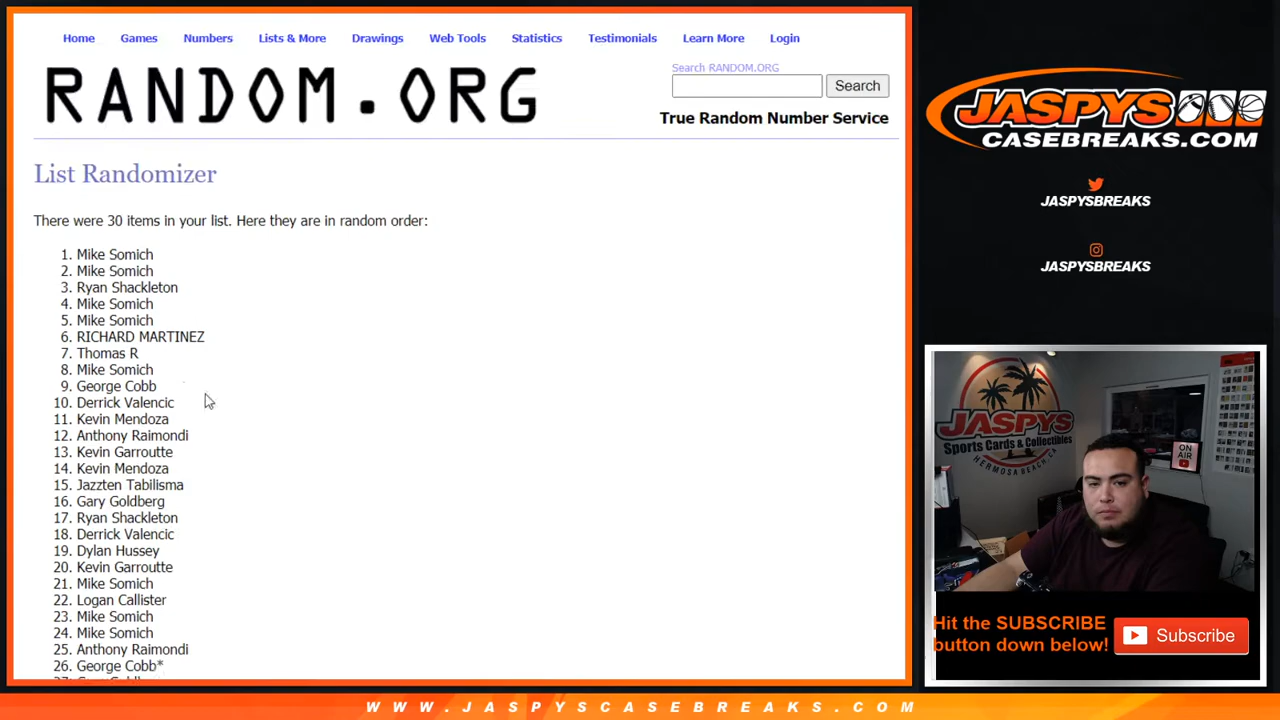 Home Games Numbers Lists & More Drawings Web Tools Statistics Testimonials Learn More Login
RANDOM.ORG
Search RANDOM.ORG
Search
True Random Number Service
List Randomizer
There were 30 items in your list. Here they are in random order:
1. Mike Somich
2. Mike Somich
3. Ryan Shackleton
4. Mike Somich
5. Mike Somich
6. RICHARD MARTINEZ
7. Thomas R
8. Mike Somich
9. George Cobb
10. Derrick Valencic
11. Kevin Mendoza
12. Anthony Raimondi
13. Kevin Garroutte
14. Kevin Mendoza
15. Jazzten Tabilisma
16. Gary Goldberg
17. Ryan Shackleton
18. Derrick Valencic
19. Dylan Hussey
20. Kevin Garroutte
21. Mike Somich
22. Logan Callister
23. Mike Somich
24. Mike Somich
25. Anthony Raimondi
26. George Cobb*
JASPYS
CASEBREAKS.COM
JASPYSBREAKS
JASPYSBREAKS
JASPYS
Sports Cards & Collectibles
HERMOSA BEACH, CA
ON
AIR
Hit the SUBSCRIBE
button down below!
Subscribe
WWW.JASPYSCASEBREAKS.COM